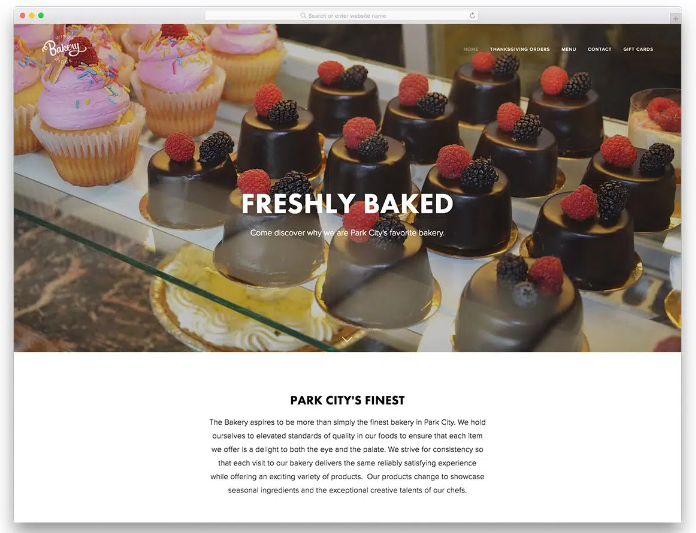 Search or enter website name
Bakery
HOME THANKSGIVING ORDERS MENU CONTACT GIFT CARDS
FRESHLY BAKED
Come discover why we are Park City's favorite bakery.
PARK CITY'S FINEST
The Bakery aspires to be more than simply the finest bakery in Park City. We hold
ourselves to elevated standards of quality in our foods to ensure that each item
we offer is a delight to both the eye and the palate. We strive for consistency so
that each visit to our bakery delivers the same reliably satisfying experience
while offering an exciting variety of products. Our products change to showcase
seasonal ingredients and the exceptional creative talents of our chefs.